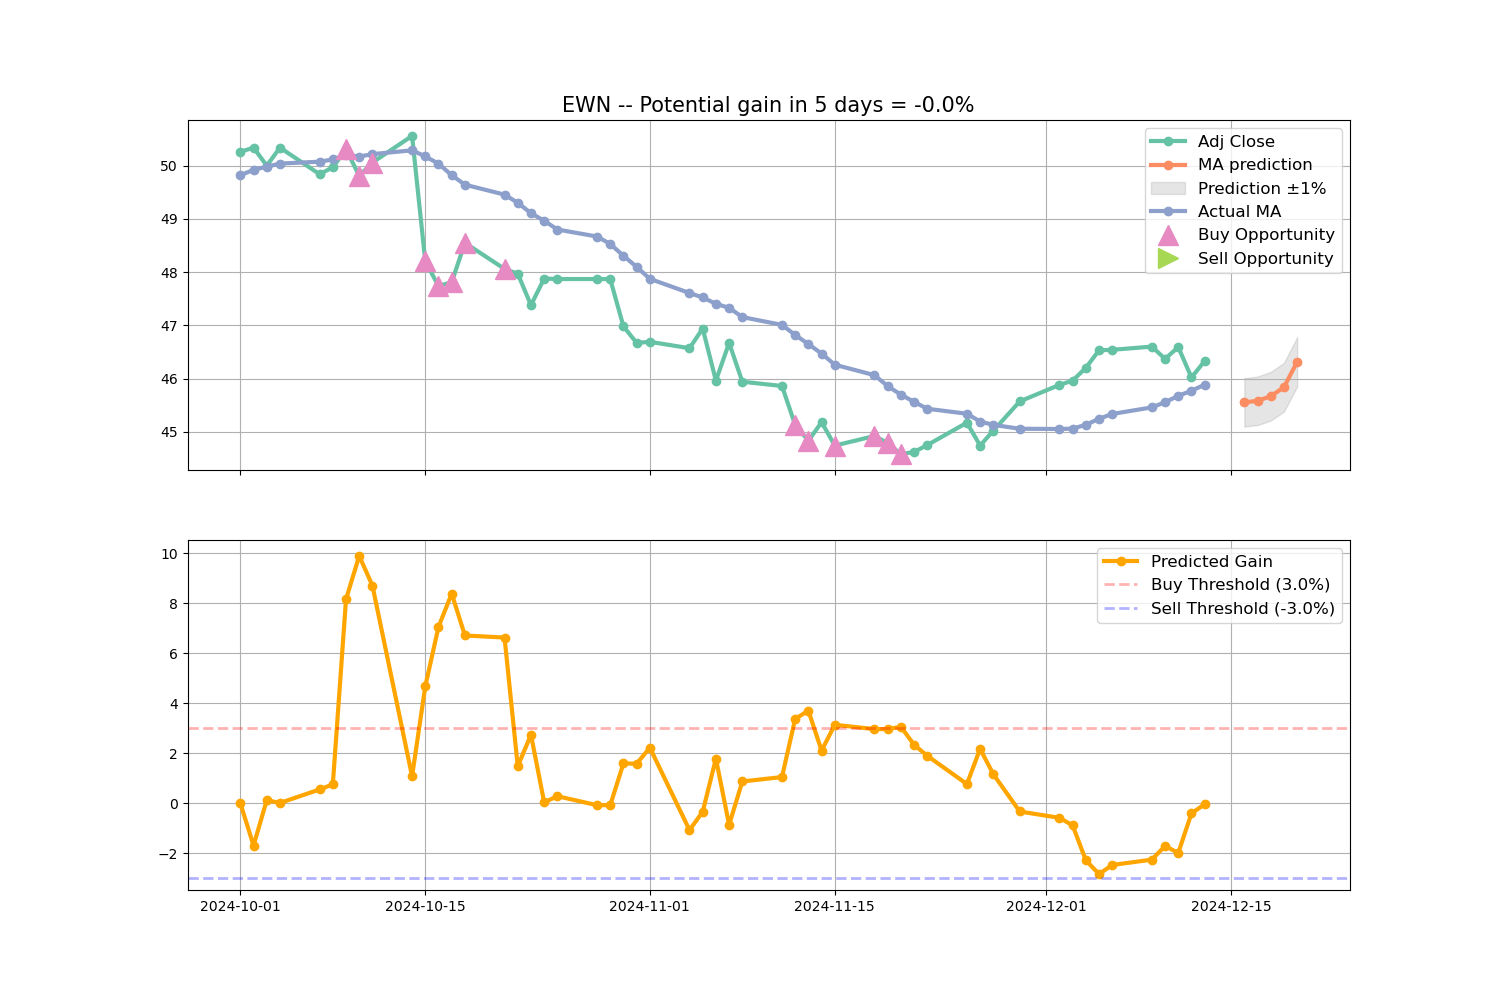 EWN -- Potential gain in 5 days = -0.0%
Adj Close
MA prediction
Prediction ±1%
Actual MA
Buy Opportunity
Sell Opportunity
50
49
48
47
46
45
Predicted Gain
Buy Threshold (3.0%)
Sell Threshold (-3.0%)
10
8
6
4
2
0
−2
2024-10-01
2024-10-15
2024-11-01
2024-11-15
2024-12-01
2024-12-15